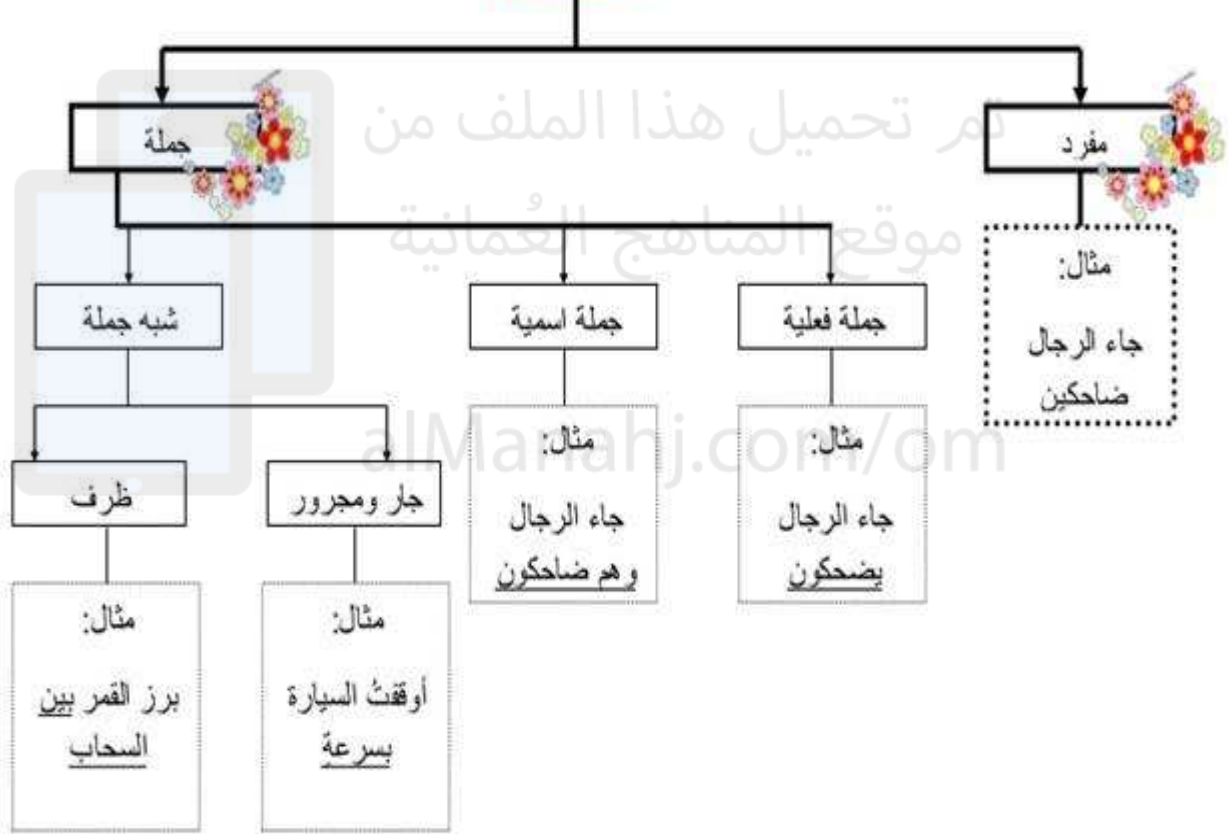 مفرد
جملة
تم تحميل هذا الملف من
موقع المناهج العُمانية
alManahj.com/om
مثال:
جاء الرجال
ضاحكين
جملة فعلية
جملة اسمية
شبه جملة
مثال:
جاء الرجال
يضحكون
مثال:
جاء الرجال
وهم ضاحكون
جار ومجرور
ظرف
مثال:
أوقفتُ السيارة
بسرعة
مثال:
برز القمر بين
السحاب